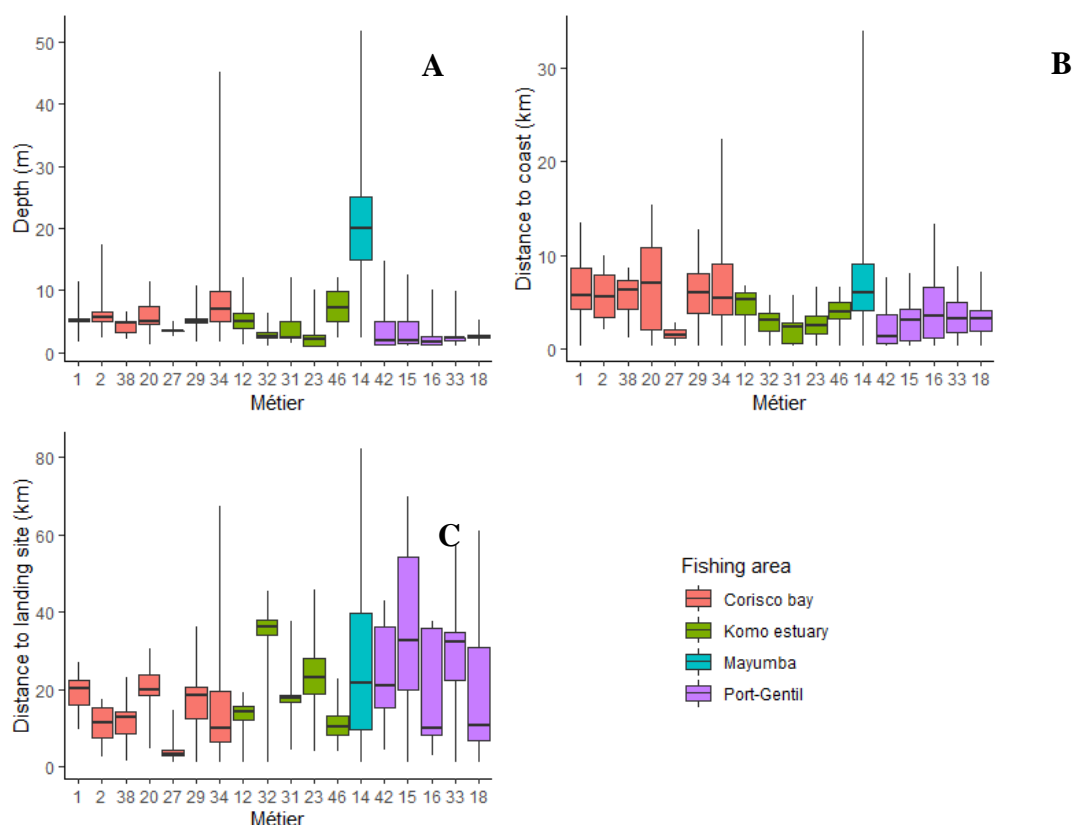 A
Depth (m)
50
40
30
20
10
0
1 2 38 20 27 29 34 12 32 31 23 46 14 42 15 16 33 18
Métier
B
Distance to coast (km)
30
20
10
0
1 2 38 20 27 29 34 12 32 31 23 46 14 42 15 16 33 18
Métier
C
Distance to landing site (km)
80
60
40
20
0
1 2 38 20 27 29 34 12 32 31 23 46 14 42 15 16 33 18
Métier
Fishing area
Corisco bay
Komo estuary
Mayumba
Port-Gentil